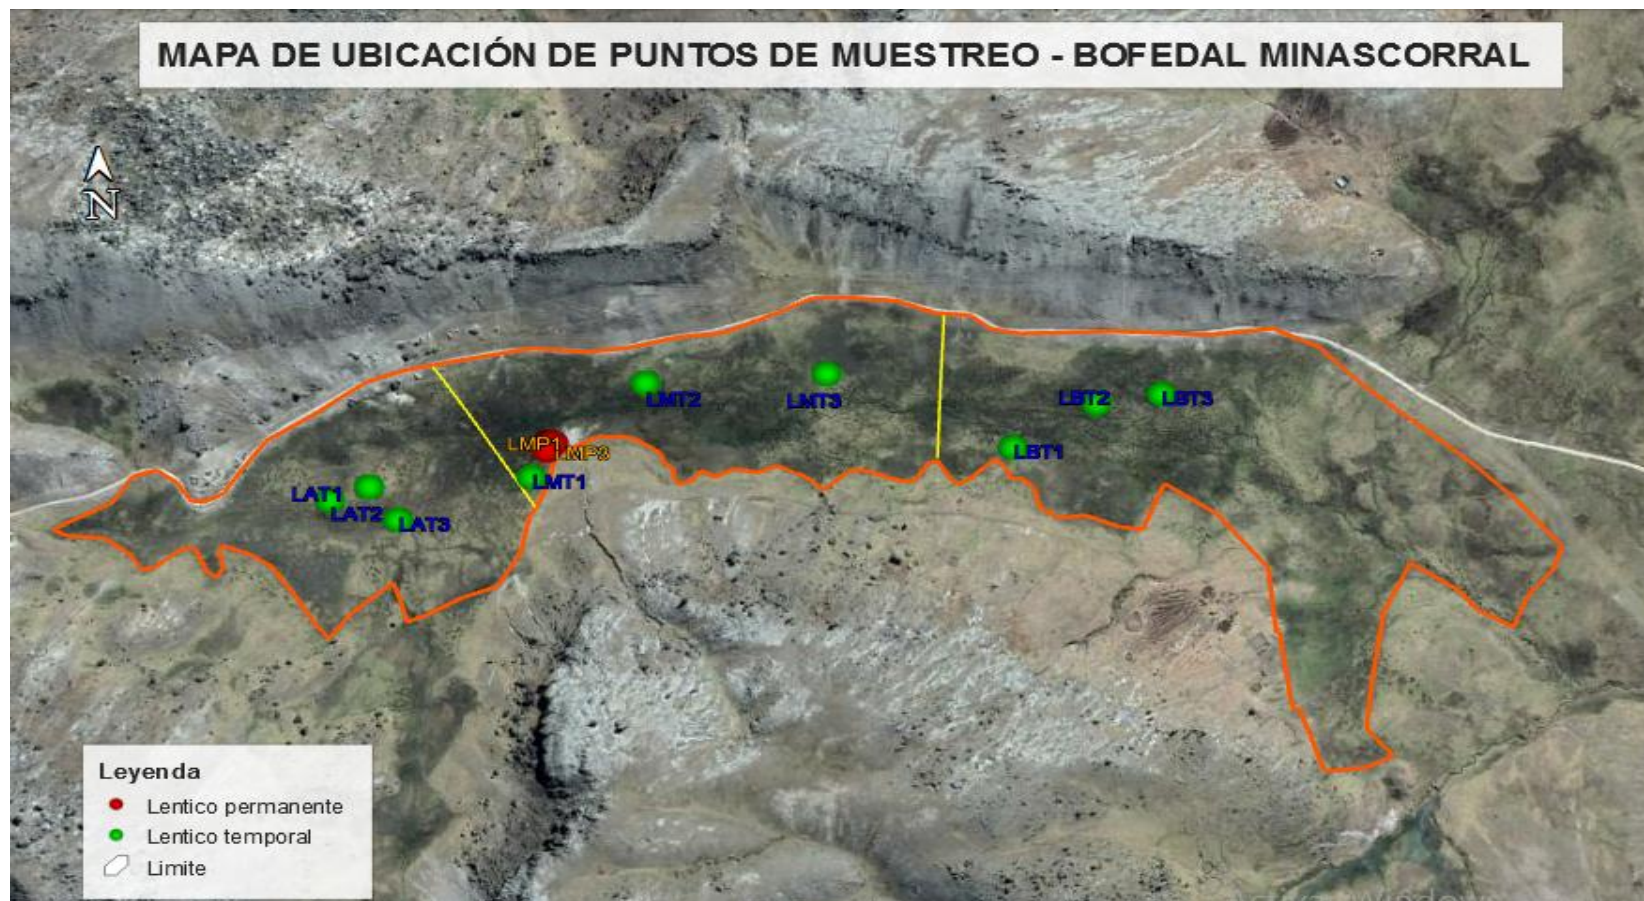 MAPA DE UBICACIÓN DE PUNTOS DE MUESTREO - BOFEDAL MINASCORRAL
N
LMT2
LMT3
LBT2
LBT3
LMP1
LMP3
LBT1
LMT1
LAT1
LAT2
LAT3
Leyenda
Lentico permanente
Lentico temporal
Limite